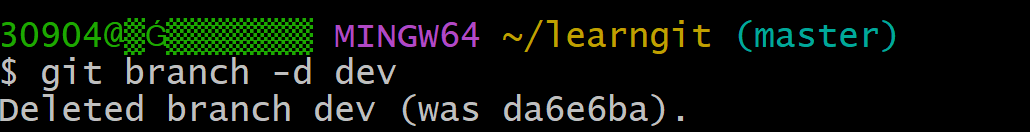 30904@▒Ǵ▒▒▒▒▒▒▒ MINGW64 ~/learngit (master)
$ git branch -d dev
Deleted branch dev (was da6e6ba).